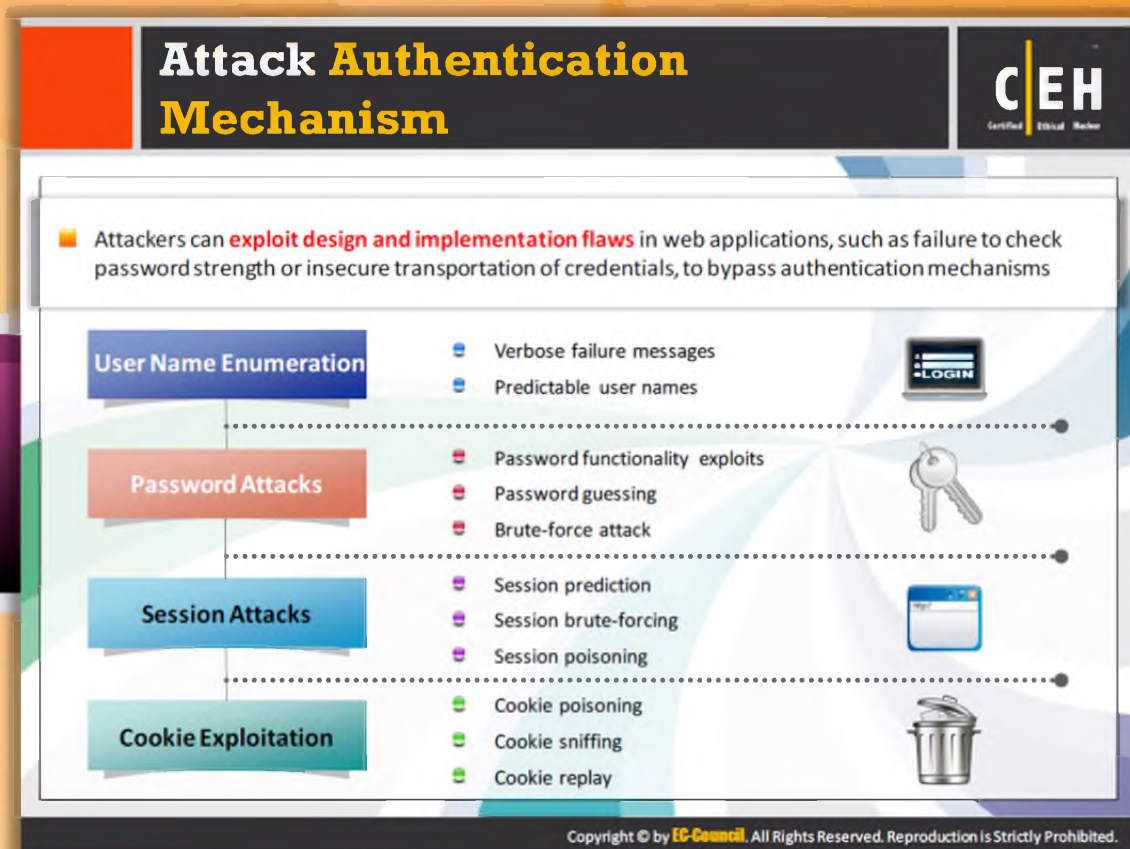 Attack Authentication
Mechanism
CEH
Certified Ethical Hacker
Attackers can exploit design and implementation flaws in web applications, such as failure to check
password strength or insecure transportation of credentials, to bypass authentication mechanisms
User Name Enumeration
Verbose failure messages
Predictable user names
LOGIN
Password Attacks
Password functionality exploits
Password guessing
Brute-force attack
Session Attacks
Session prediction
Session brute-forcing
Session poisoning
http://
Cookie Exploitation
Cookie poisoning
Cookie sniffing
Cookie replay
Copyright © by EC-Council. All Rights Reserved. Reproduction is Strictly Prohibited.